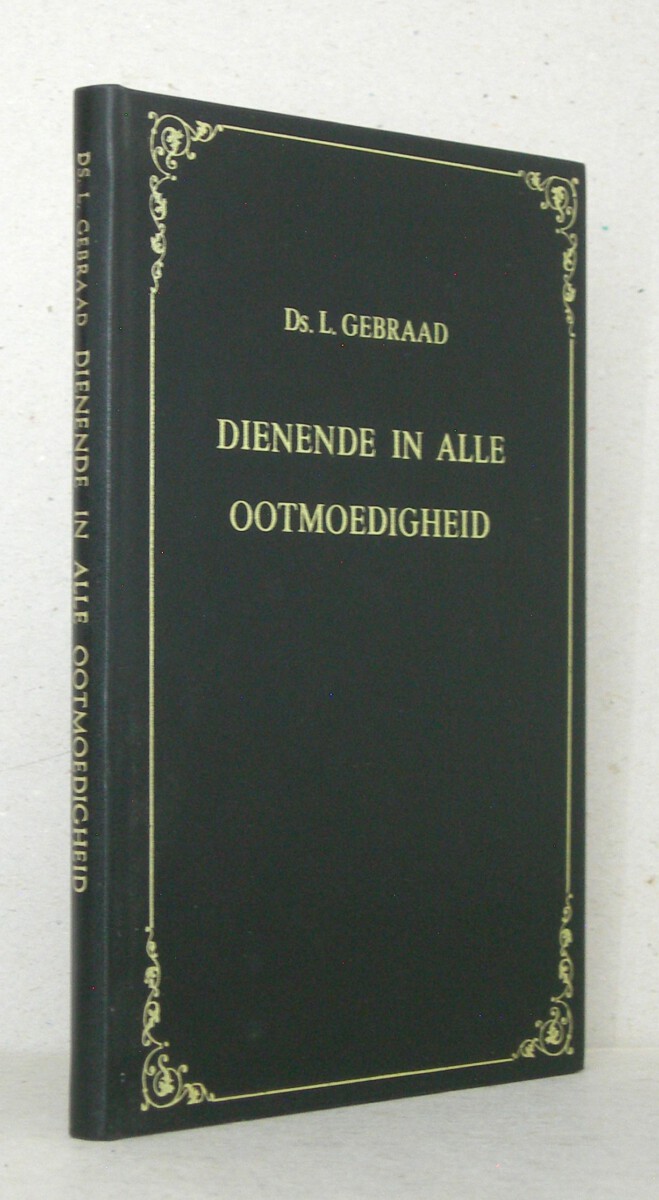 Ds. L. GEBRAAD
DIENENDE IN ALLE
OOTMOEDIGHEID
DS. L. GEBRAAD DIENENDE IN ALLE OOTMOEDIGHEID